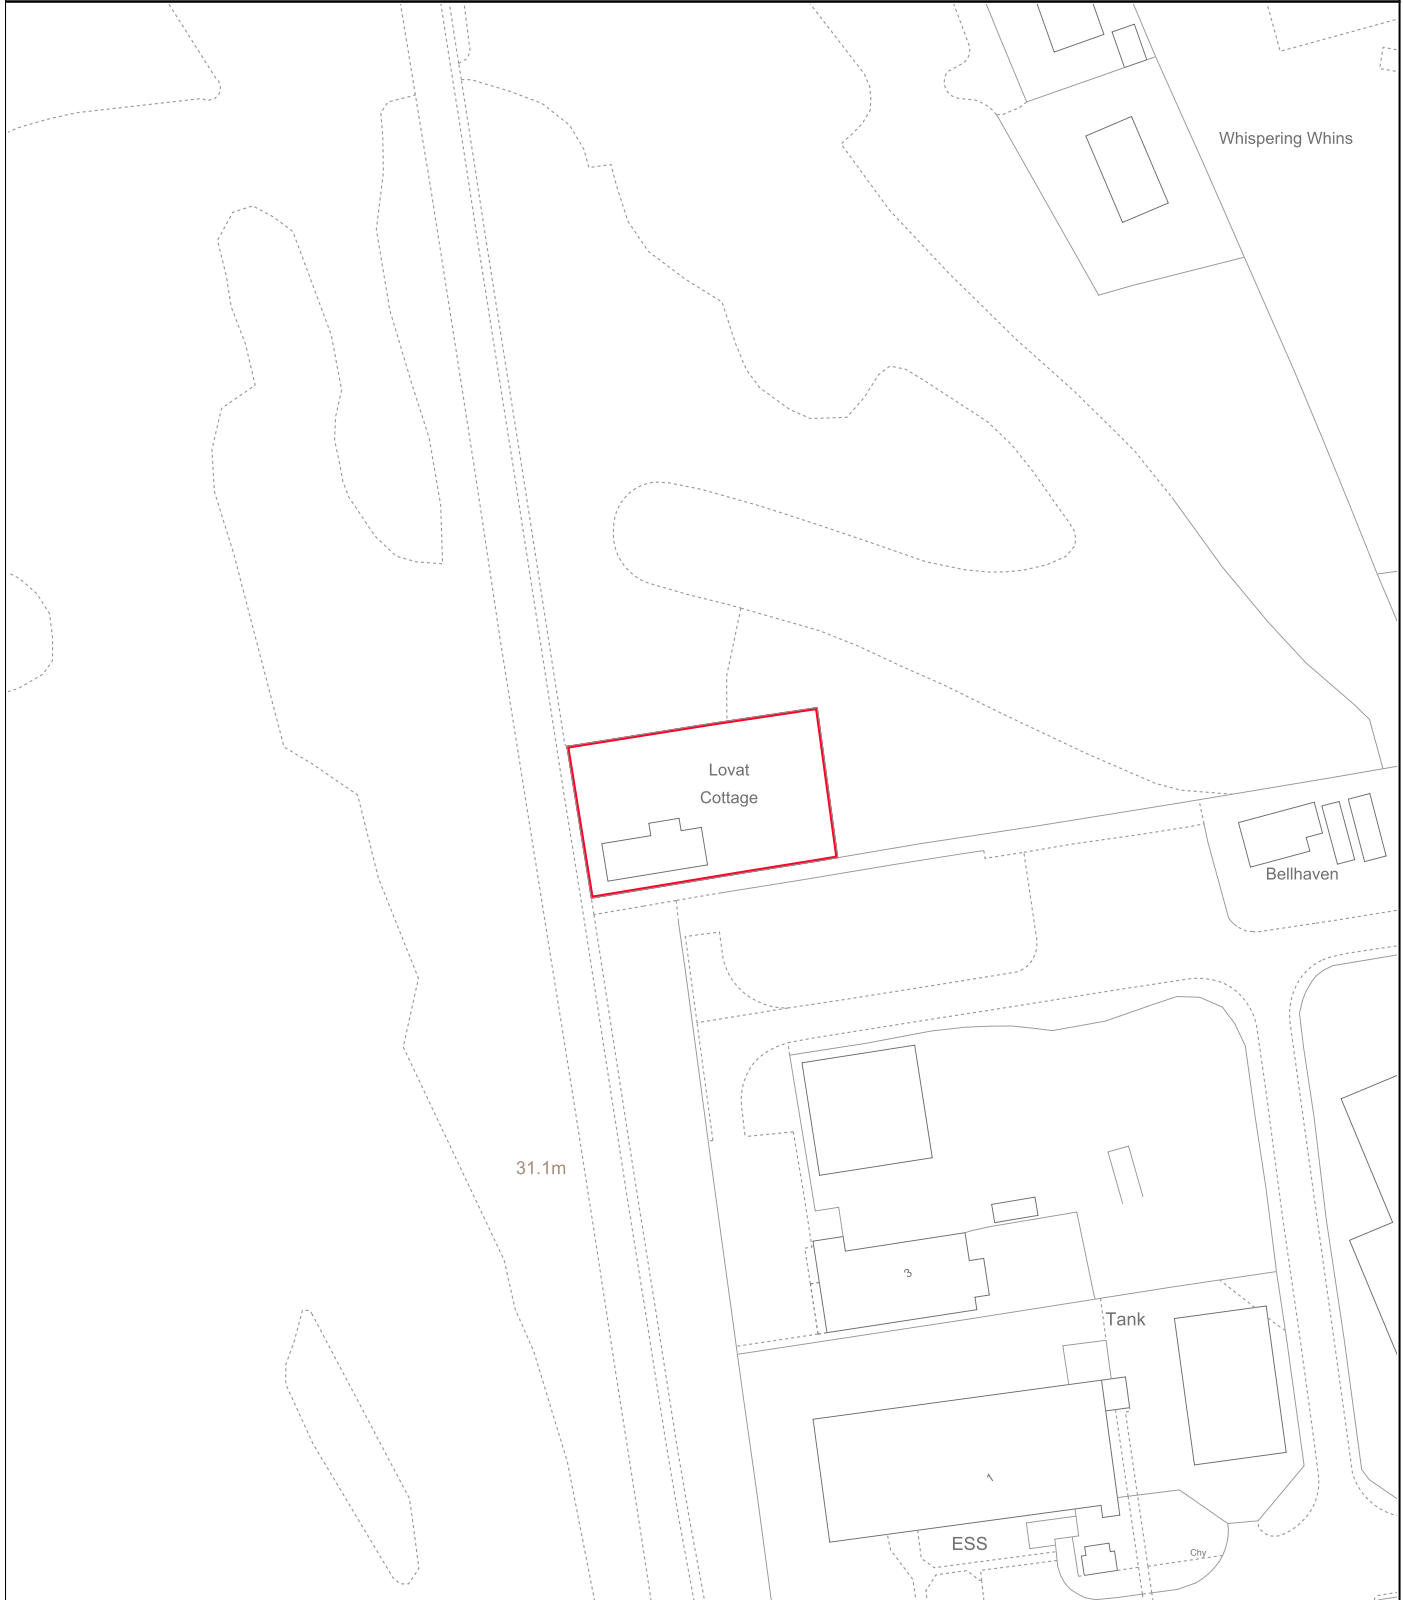 Whispering Whins
Lovat
Cottage
Bellhaven
31.1m
3
Tank
1
ESS
Chy